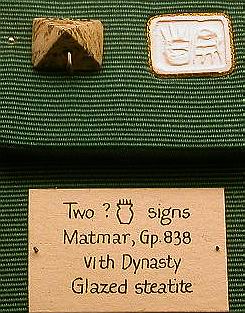 Two ? signs
Matmar, Gp. 838
VIth Dynasty
Glazed steatite